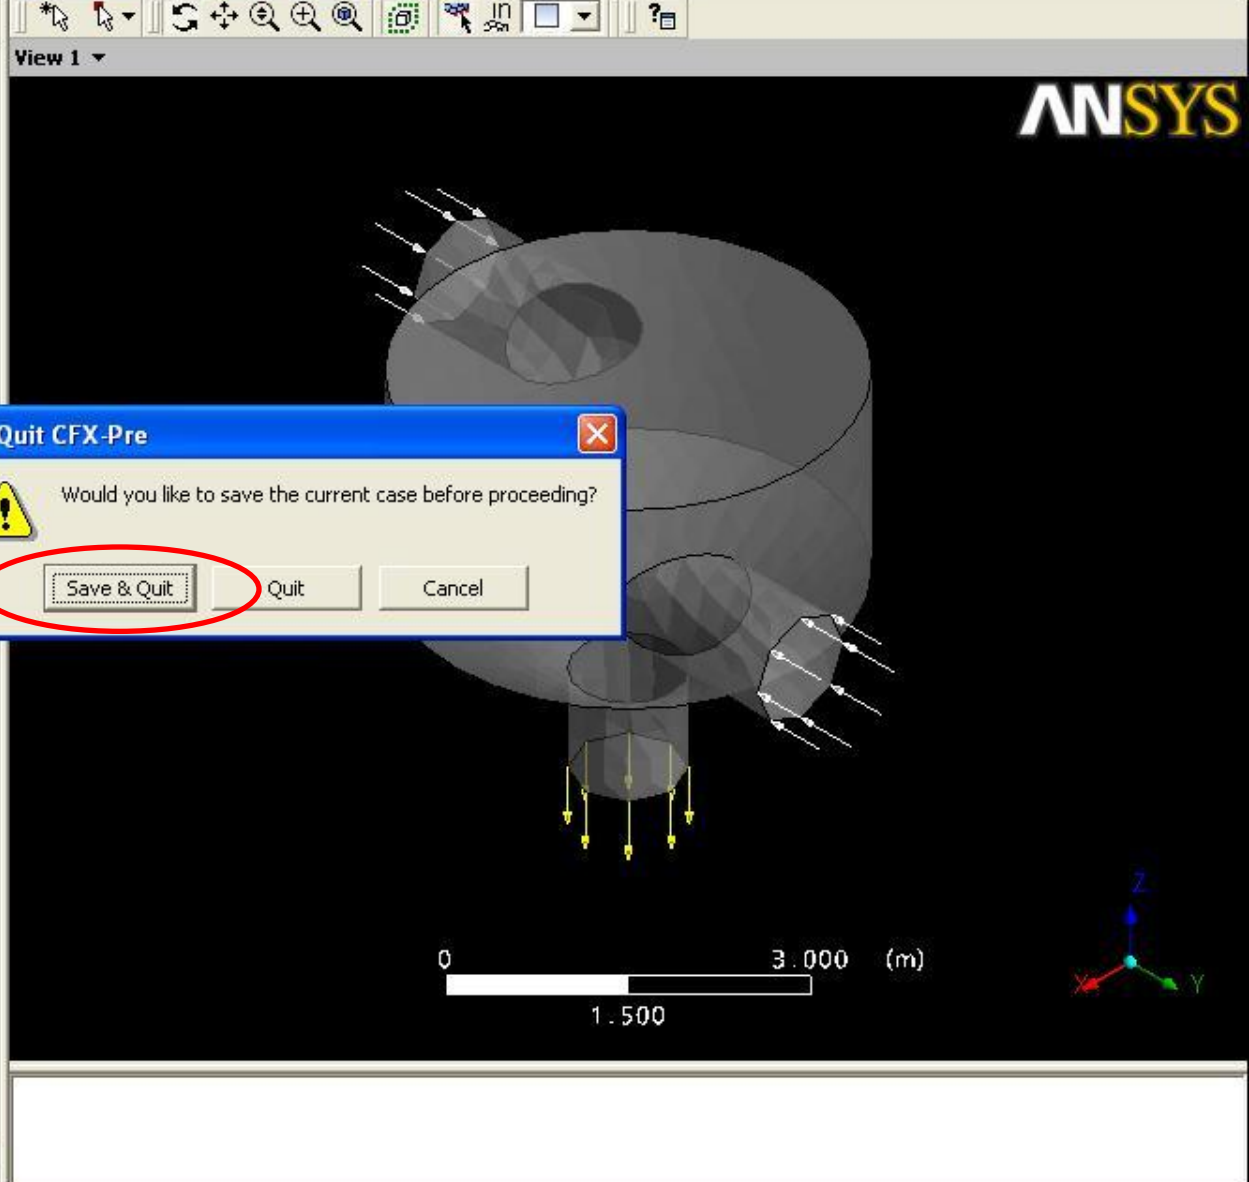 View 1
ANSYS
Quit CFX-Pre
Would you like to save the current case before proceeding?
Save & Quit
Quit
Cancel
Z
0
3.000
(m)
X
Y
1.500